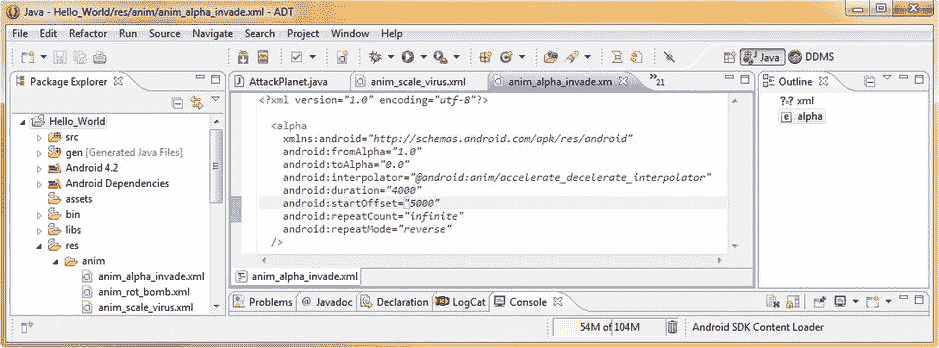 Java - Hello_World/res/anim/anim_alpha_invade.xml - ADT
File Edit Refactor Run Source Navigate Search Project Window Help
Java DDMS
Package Explorer
Hello_World
src
gen [Generated Java Files]
Android 4.2
Android Dependencies
assets
bin
libs
res
anim
anim_alpha_invade.xml
anim_rot_bomb.xml
anim_scale_virus.xml
AttackPlanet.java anim_scale_virus.xml anim_alpha_invade.xm »21
<?xml version="1.0" encoding="utf-8"?>
<alpha
xmlns:android="http://schemas.android.com/apk/res/android"
android:fromAlpha="1.0"
android:toAlpha="0.0"
android:interpolator="@android:anim/accelerate_decelerate_interpolator"
android:duration="4000"
android:startOffset="5000"
android:repeatCount="infinite"
android:repeatMode="reverse"
/>
anim_alpha_invade.xml
Outline
?=? xml
e alpha
Problems @ Javadoc Declaration LogCat Console
54M of 104M Android SDK Content Loader